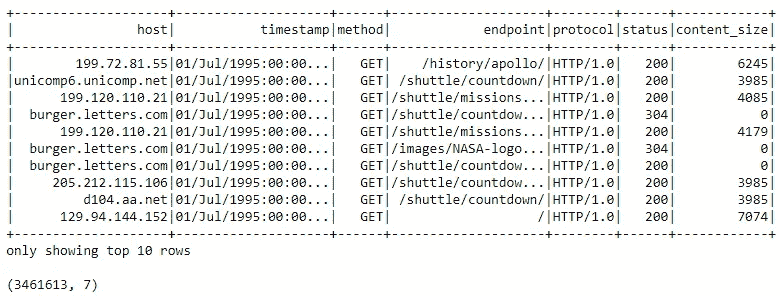 +--------------------+--------------------+------+--------------------+--------+------+------------+
|                host|           timestamp|method|            endpoint|protocol|status|content_size|
+--------------------+--------------------+------+--------------------+--------+------+------------+
|        199.72.81.55|01/Jul/1995:00:00...|   GET|    /history/apollo/|HTTP/1.0|   200|        6245|
|unicomp6.unicomp.net|01/Jul/1995:00:00...|   GET| /shuttle/countdown/|HTTP/1.0|   200|        3985|
|      199.120.110.21|01/Jul/1995:00:00...|   GET|/shuttle/missions...|HTTP/1.0|   200|        4085|
|  burger.letters.com|01/Jul/1995:00:00...|   GET|/shuttle/countdow...|HTTP/1.0|   304|           0|
|      199.120.110.21|01/Jul/1995:00:00...|   GET|/shuttle/missions...|HTTP/1.0|   200|        4179|
|  burger.letters.com|01/Jul/1995:00:00...|   GET|/images/NASA-logo...|HTTP/1.0|   304|           0|
|  burger.letters.com|01/Jul/1995:00:00...|   GET|/shuttle/countdow...|HTTP/1.0|   200|           0|
|     205.212.115.106|01/Jul/1995:00:00...|   GET|/shuttle/countdow...|HTTP/1.0|   200|        3985|
|         d104.aa.net|01/Jul/1995:00:00...|   GET| /shuttle/countdown/|HTTP/1.0|   200|        3985|
|      129.94.144.152|01/Jul/1995:00:00...|   GET|                   /|HTTP/1.0|   200|        7074|
+--------------------+--------------------+------+--------------------+--------+------+------------+
only showing top 10 rows
(3461613, 7)